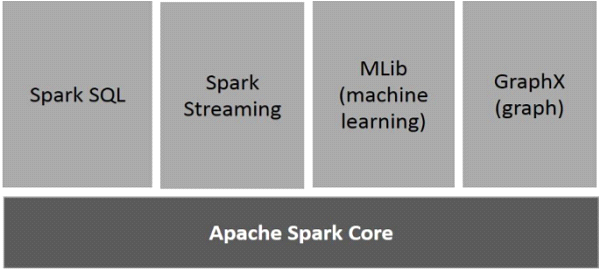 Spark SQL
Spark
Streaming
MLib
(machine
learning)
GraphX
(graph)
Apache Spark Core